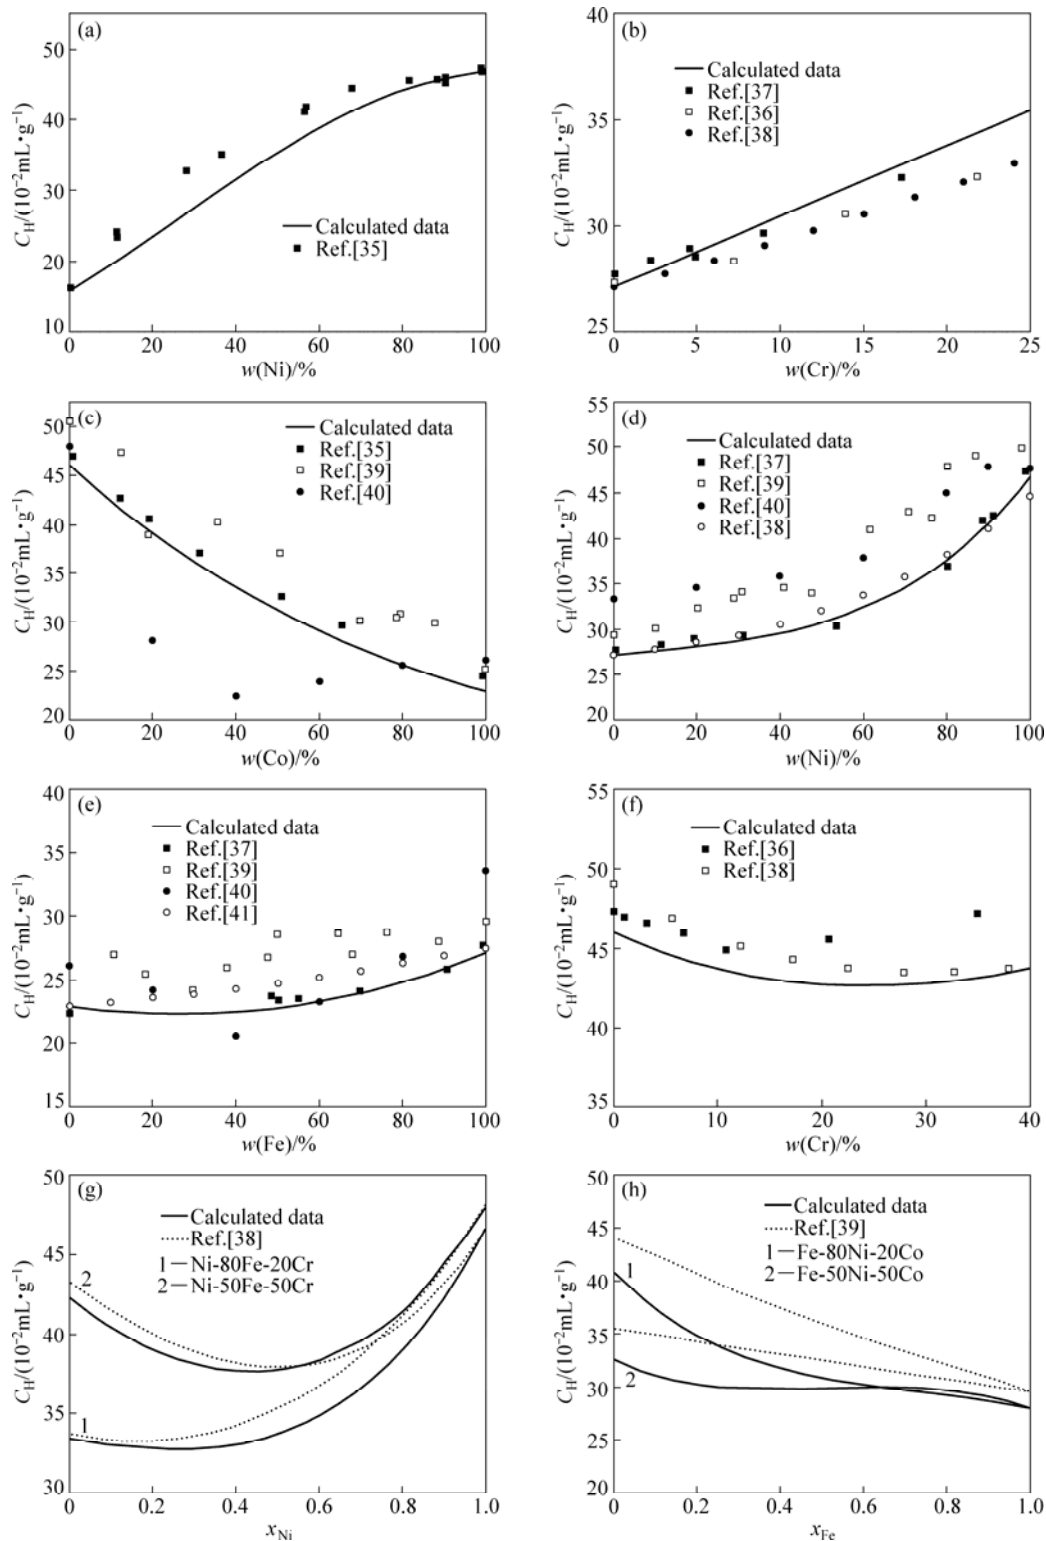 (a)
50
40
30
20
10
C_H/(10⁻²mL·g⁻¹)
Calculated data
Ref.[35]
0 20 40 60 80 100
w(Ni)/%
(b)
40
35
30
25
C_H/(10⁻²mL·g⁻¹)
Calculated data
Ref.[37]
Ref.[36]
Ref.[38]
0 5 10 15 20 25
w(Cr)/%
(c)
50
45
40
35
30
25
20
C_H/(10⁻²mL·g⁻¹)
Calculated data
Ref.[35]
Ref.[39]
Ref.[40]
0 20 40 60 80 100
w(Co)/%
(d)
55
50
45
40
35
30
25
20
C_H/(10⁻²mL·g⁻¹)
Calculated data
Ref.[37]
Ref.[39]
Ref.[40]
Ref.[38]
0 20 40 60 80 100
w(Ni)/%
(e)
40
35
30
25
20
15
C_H/(10⁻²mL·g⁻¹)
Calculated data
Ref.[37]
Ref.[39]
Ref.[40]
Ref.[41]
0 20 40 60 80 100
w(Fe)/%
(f)
55
50
45
40
35
C_H/(10⁻²mL·g⁻¹)
Calculated data
Ref.[36]
Ref.[38]
0 10 20 30 40
w(Cr)/%
(g)
50
45
40
35
30
C_H/(10⁻²mL·g⁻¹)
Calculated data
Ref.[38]
1—Ni-80Fe-20Cr
2—Ni-50Fe-50Cr
2
1
0 0.2 0.4 0.6 0.8 1.0
x_Ni
(h)
50
45
40
35
30
25
20
C_H/(10⁻²mL·g⁻¹)
Calculated data
Ref.[39]
1—Fe-80Ni-20Co
2—Fe-50Ni-50Co
1
2
0 0.2 0.4 0.6 0.8 1.0
x_Fe